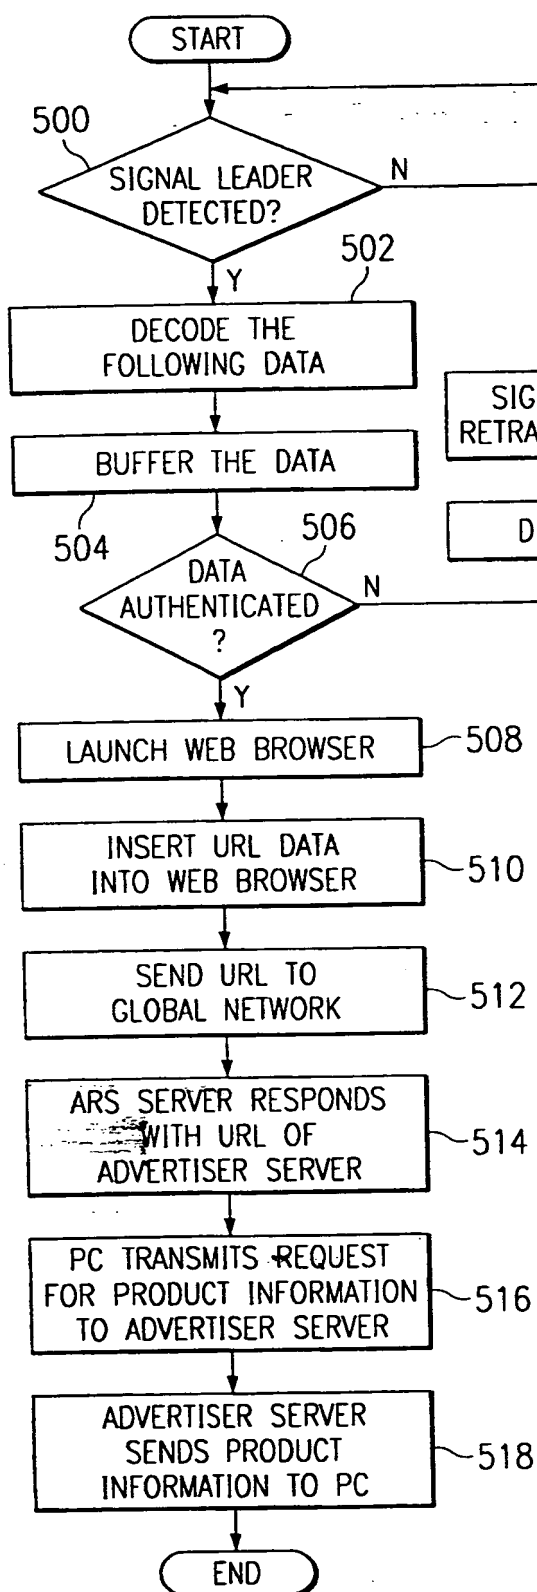 START
500
SIGNAL LEADER
DETECTED?
N
Y
502
DECODE THE
FOLLOWING DATA
BUFFER THE DATA
504
506
DATA
AUTHENTICATED
?
N
Y
LAUNCH WEB BROWSER
508
INSERT URL DATA
INTO WEB BROWSER
510
SEND URL TO
GLOBAL NETWORK
512
ARS SERVER RESPONDS
WITH URL OF
ADVERTISER SERVER
514
PC TRANSMITS REQUEST
FOR PRODUCT INFORMATION
TO ADVERTISER SERVER
516
ADVERTISER SERVER
SENDS PRODUCT
INFORMATION TO PC
518
END
SIG
RETRA
D